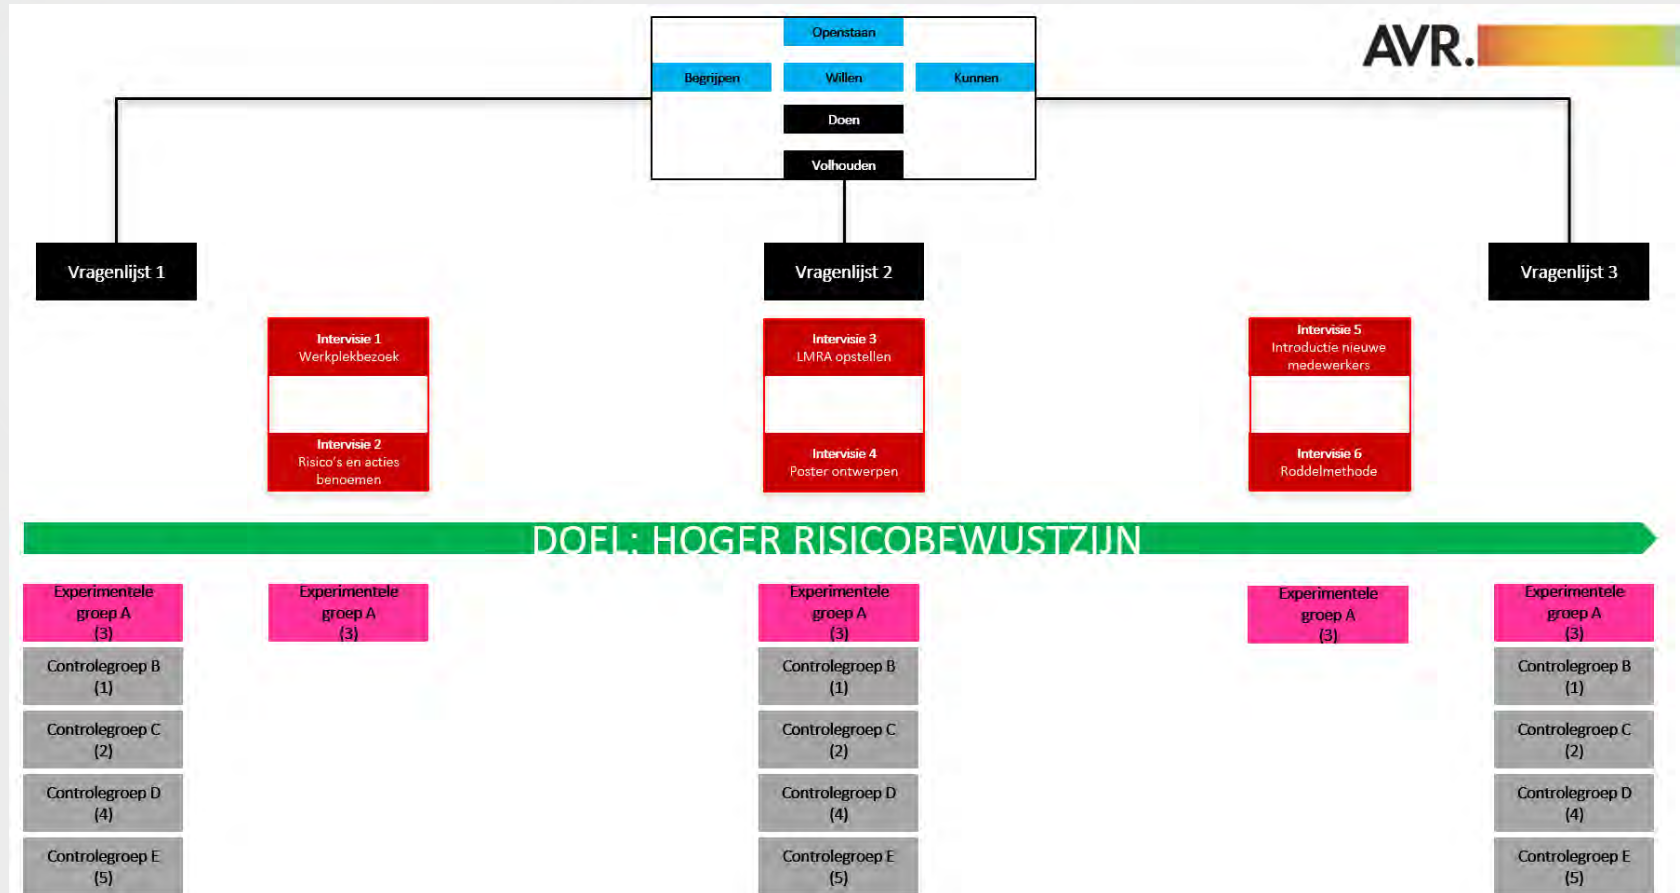 AVR.
Openstaan
Begrijpen
Willen
Kunnen
Doen
Volhouden
Vragenlijst 1
Vragenlijst 2
Vragenlijst 3
Intervisie 1
Werkplekbezoek
Intervisie 2
Risico's en acties
benoemen
Intervisie 3
LMRA opstellen
Intervisie 4
Poster ontwerpen
Intervisie 5
Introductie nieuwe
medewerkers
Intervisie 6
Roddelmethode
DOEL: HOGER RISICOBEWUSTZIJN
Experimentele
groep A
(3)
Controlegroep B
(1)
Controlegroep C
(2)
Controlegroep D
(4)
Controlegroep E
(5)
Experimentele
groep A
(3)
Experimentele
groep A
(3)
Controlegroep B
(1)
Controlegroep C
(2)
Controlegroep D
(4)
Controlegroep E
(5)
Experimentele
groep A
(3)
Experimentele
groep A
(3)
Controlegroep B
(1)
Controlegroep C
(2)
Controlegroep D
(4)
Controlegroep E
(5)